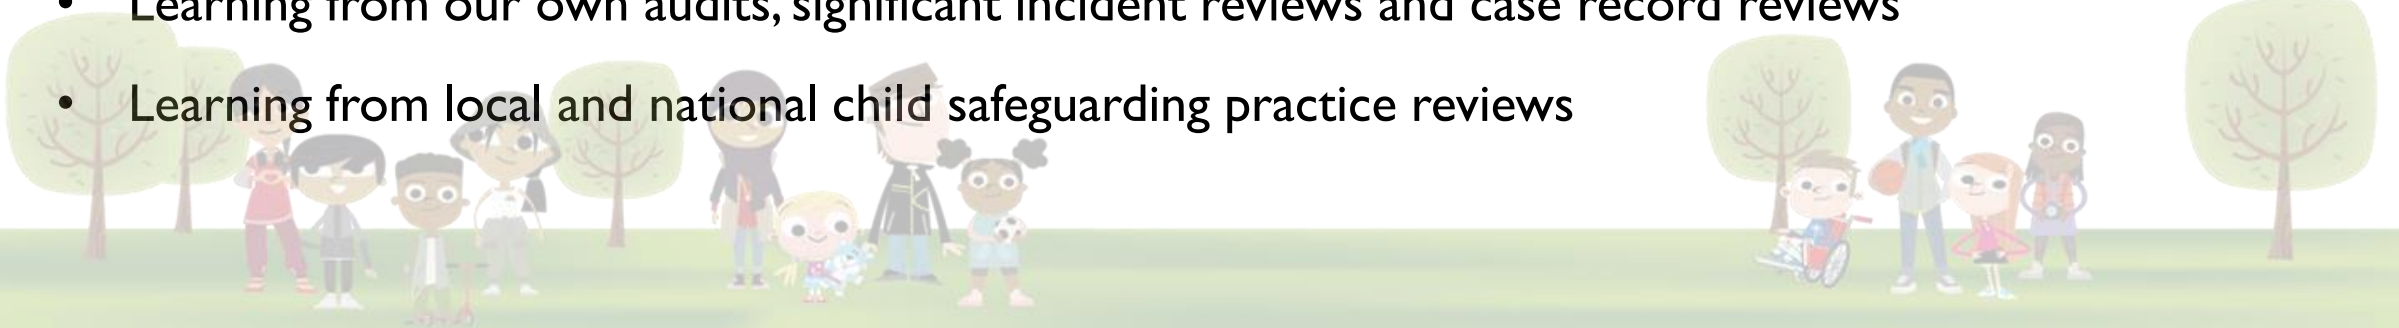 • Learning from our own audits, significant incident reviews and case record reviews
• Learning from local and national child safeguarding practice reviews